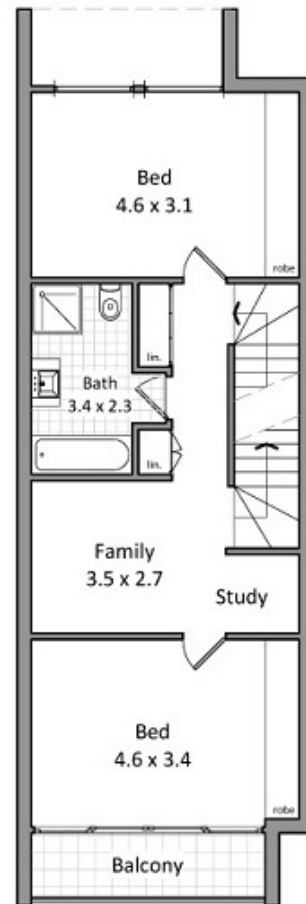 Bed
4.6 x 3.1
robe
lin.
Bath
3.4 x 2.3
lin.
Family
3.5 x 2.7
Study
Bed
4.6 x 3.4
robe
Balcony